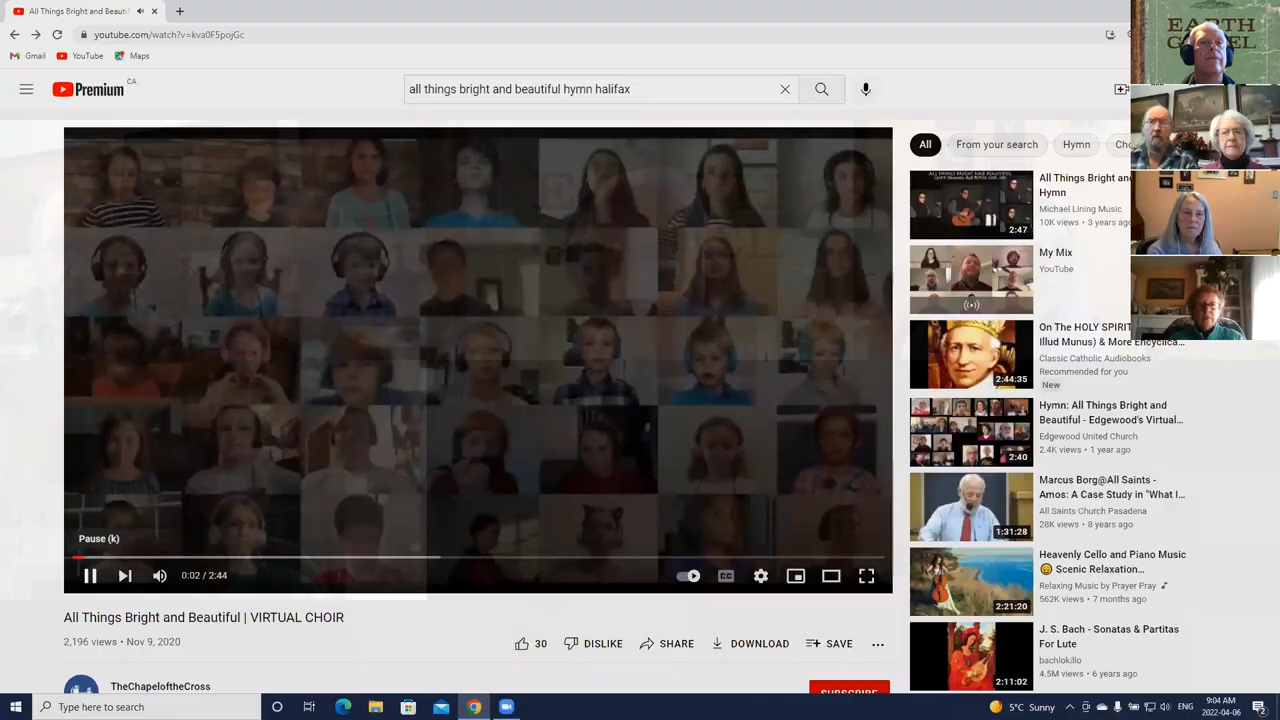 All Things Bright and Beautif
youtube.com/watch?v=kva0F5pojGc
Gmail
YouTube
Maps
Premium
CA
all things bright and beautiful hymn halifax
EARTH
Pause (k)
0:02 / 2:44
All Things Bright and Beautiful | VIRTUAL CHOIR
2,196 views • Nov 9, 2020
30
DISLIKE
SHARE
DOWNLOAD
SAVE
TheChapeloftheCross
SUBSCRIBE
All
From your search
Hymn
Cho
ALL THINGS BRIGHT AND BEAUTIFUL
2:47
All Things Bright and
Hymn
Michael Lining Music
10K views • 3 years ago
My Mix
YouTube
2:44:35
On The HOLY SPIRIT
Illud Munus) & More Encyclica...
Classic Catholic Audiobooks
Recommended for you
New
2:40
Hymn: All Things Bright and
Beautiful - Edgewood's Virtual...
Edgewood United Church
2.4K views • 1 year ago
1:31:28
Marcus Borg@All Saints -
Amos: A Case Study in "What I...
All Saints Church Pasadena
28K views • 8 years ago
2:21:20
Heavenly Cello and Piano Music
😌 Scenic Relaxation...
Relaxing Music by Prayer Pray
562K views • 7 months ago
2:11:02
J. S. Bach - Sonatas & Partitas
For Lute
bachlokillo
4.5M views • 6 years ago
Type here to search
5°C Sunny
ENG
9:04 AM
2022-04-06
2